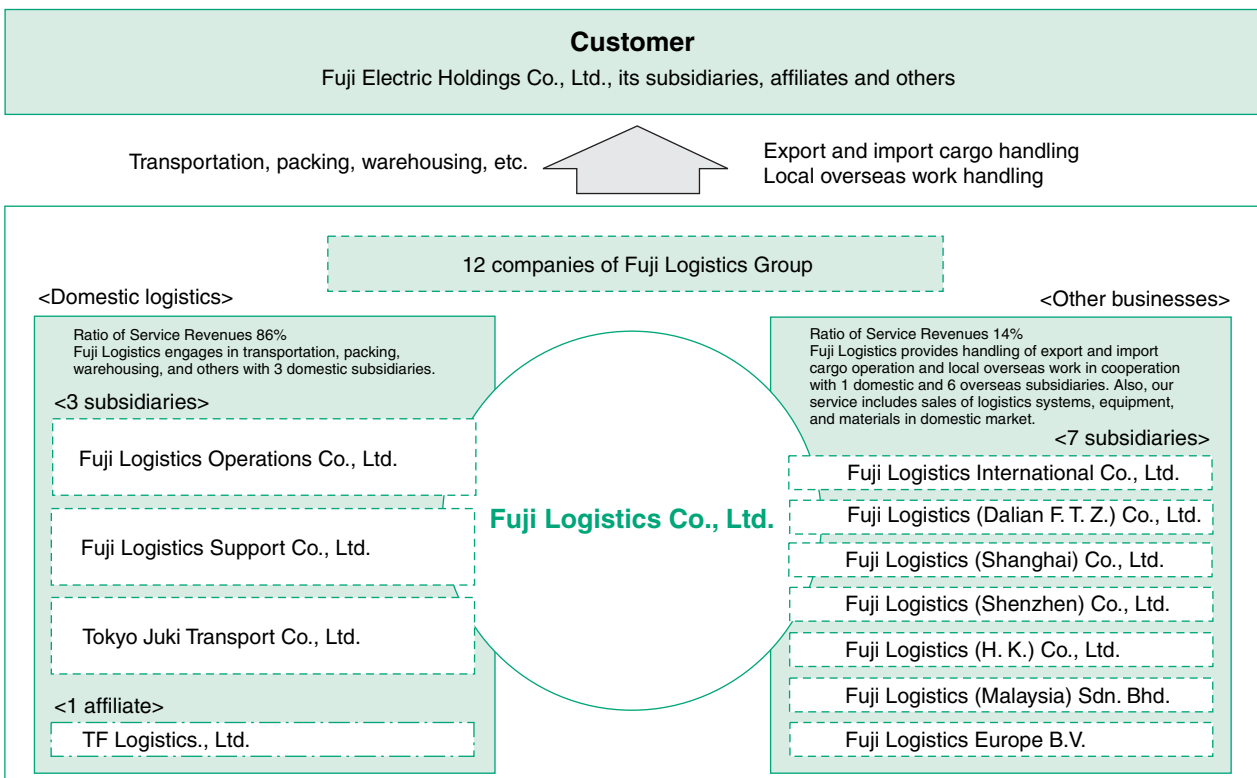 Customer
Fuji Electric Holdings Co., Ltd., its subsidiaries, affiliates and others
Transportation, packing, warehousing, etc.
Export and import cargo handling
Local overseas work handling
12 companies of Fuji Logistics Group
<Domestic logistics>
Ratio of Service Revenues 86%
Fuji Logistics engages in transportation, packing,
warehousing, and others with 3 domestic subsidiaries.
<3 subsidiaries>
Fuji Logistics Operations Co., Ltd.
Fuji Logistics Support Co., Ltd.
Tokyo Juki Transport Co., Ltd.
<1 affiliate>
TF Logistics., Ltd.
Fuji Logistics Co., Ltd.
<Other businesses>
Ratio of Service Revenues 14%
Fuji Logistics provides handling of export and import
cargo operation and local overseas work in cooperation
with 1 domestic and 6 overseas subsidiaries. Also, our
service includes sales of logistics systems, equipment,
and materials in domestic market.
<7 subsidiaries>
Fuji Logistics International Co., Ltd.
Fuji Logistics (Dalian F. T. Z.) Co., Ltd.
Fuji Logistics (Shanghai) Co., Ltd.
Fuji Logistics (Shenzhen) Co., Ltd.
Fuji Logistics (H. K.) Co., Ltd.
Fuji Logistics (Malaysia) Sdn. Bhd.
Fuji Logistics Europe B.V.